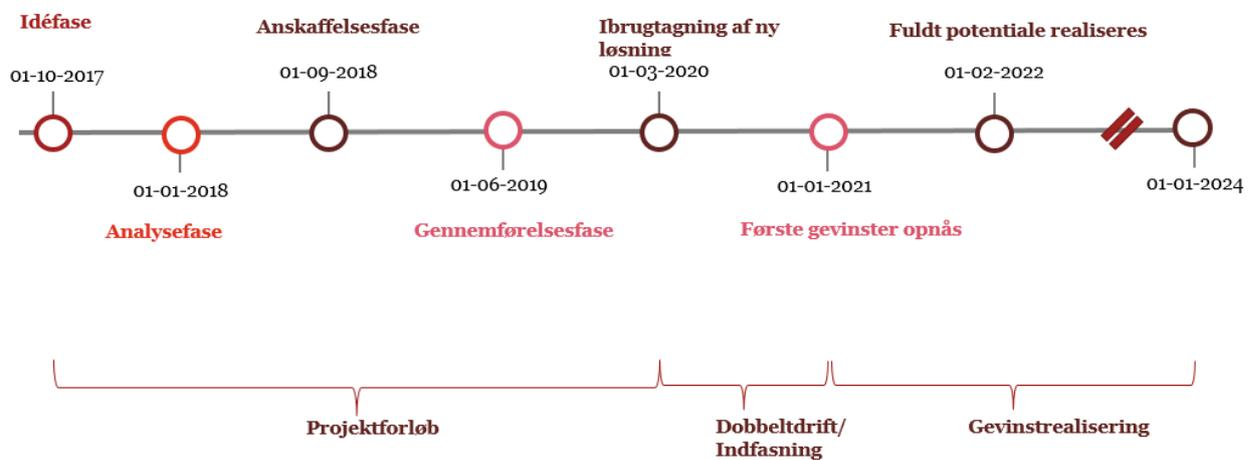 Idéfase
01-10-2017
Anskaffelsesfase
01-09-2018
Ibrugtagning af ny
løsning
01-03-2020
Fuldt potentiale realiseres
01-02-2022
01-01-2018
Analysefase
01-06-2019
Gennemførelsesfase
01-01-2021
Første gevinster opnås
01-01-2024
Projektforløb
Dobbeltdrift/
Indfasning
Gevinstrealisering